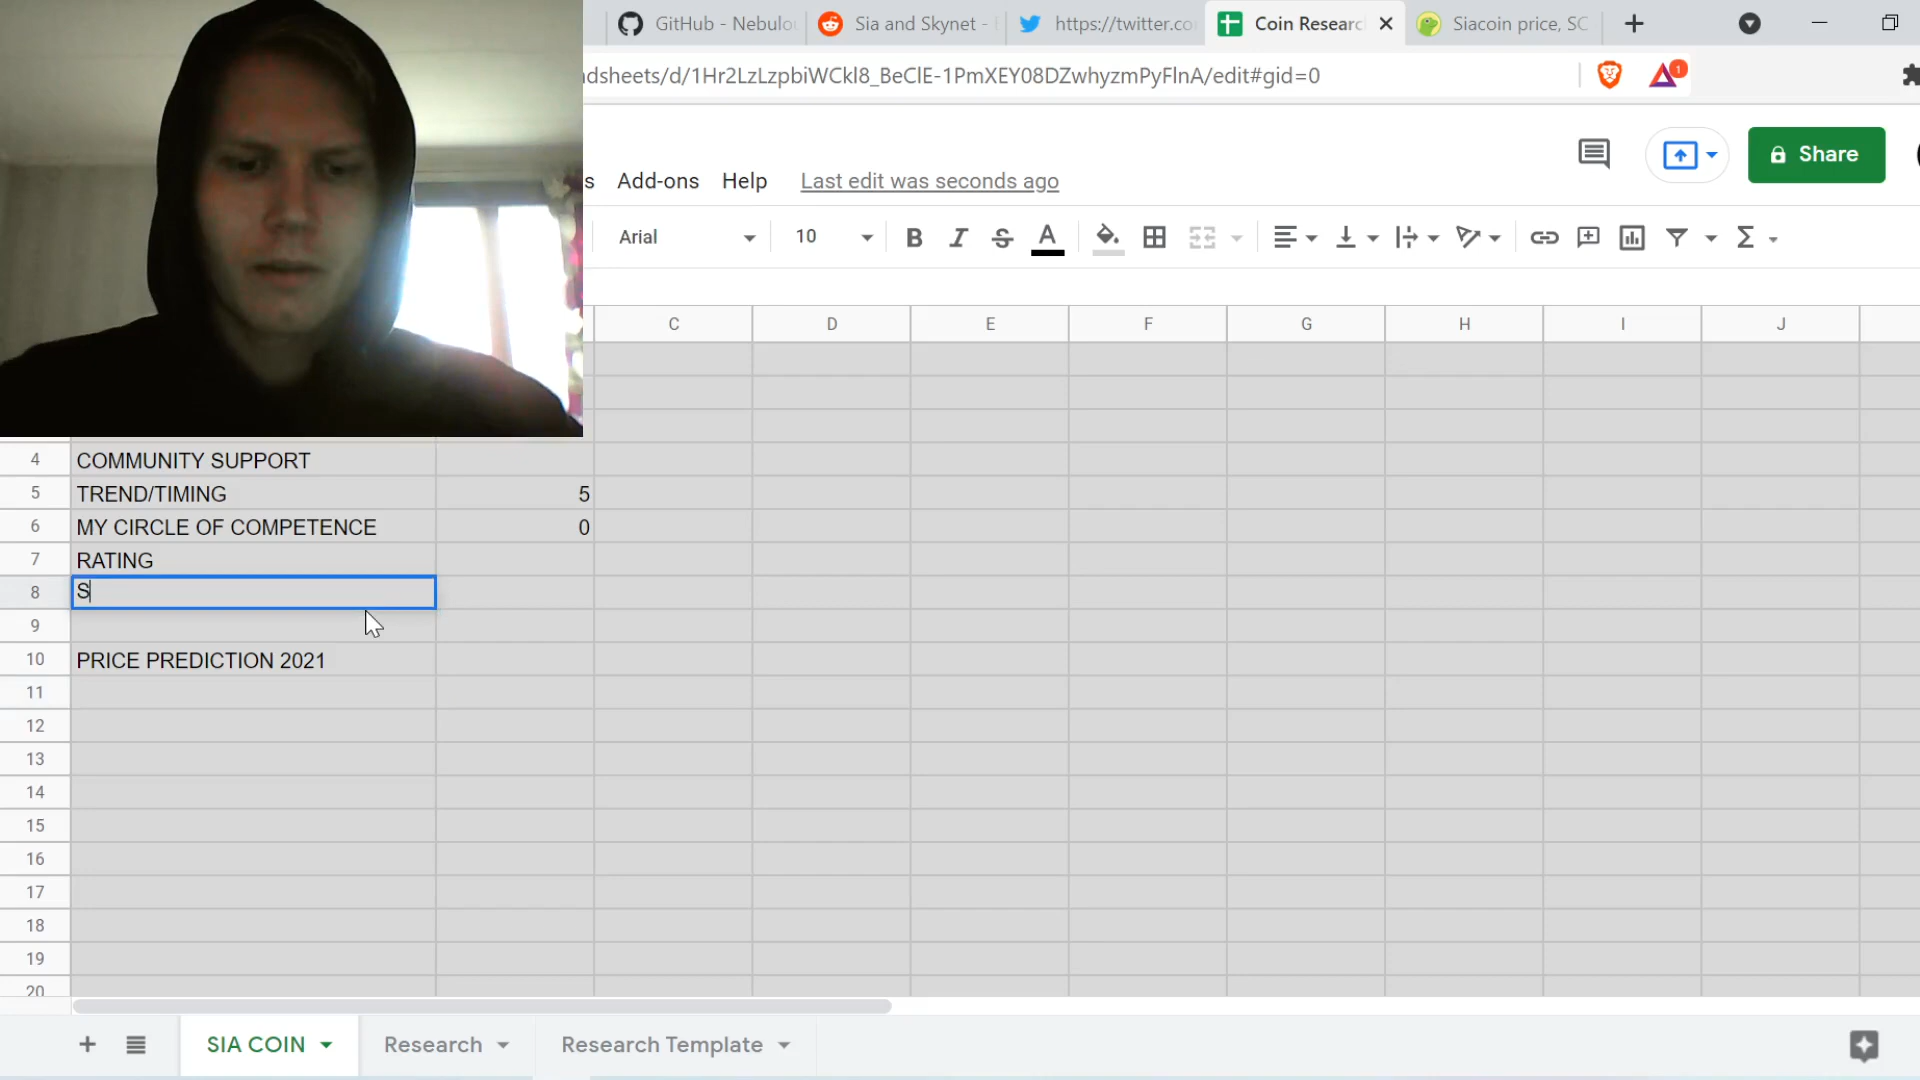 GitHub - Nebulo
Sia and Skynet -
https://twitter.co
Coin Researc
Siacoin price, SC
dsheets/d/1Hr2LzLzpbiWCkl8_BeClE-1PmXEY08DZwhyzmPyFlnA/edit#gid=0
1
Share
s Add-ons Help Last edit was seconds ago
Arial 10 B I S A
C D E F G H I J
4 COMMUNITY SUPPORT
5 TREND/TIMING 5
6 MY CIRCLE OF COMPETENCE 0
7 RATING
8 S
9
10 PRICE PREDICTION 2021
11
12
13
14
15
16
17
18
19
20
SIA COIN Research Research Template